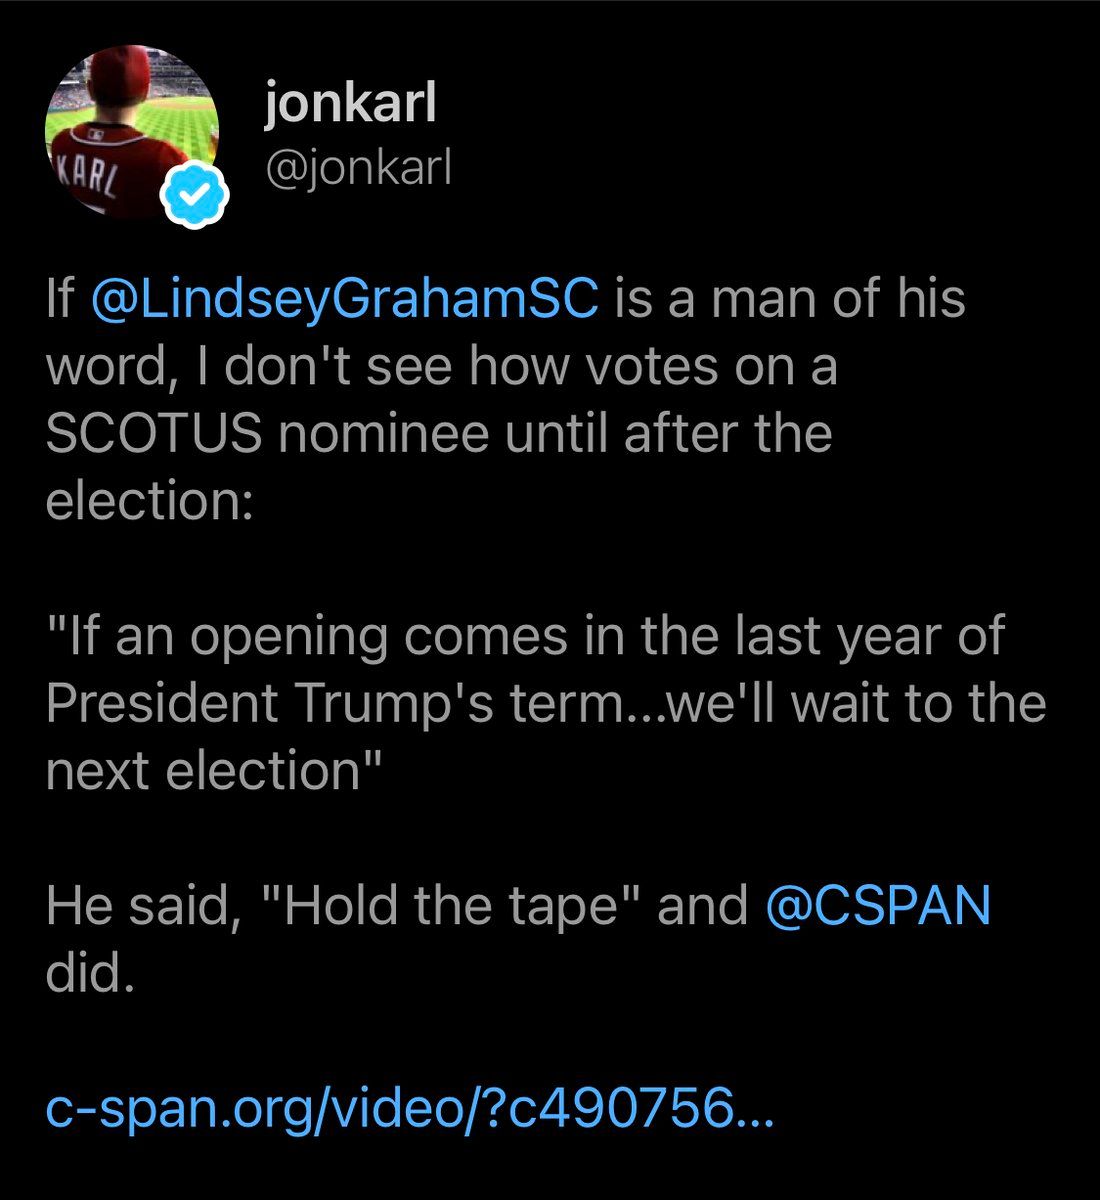 KARL
jonkarl
@jonkarl
If @LindseyGrahamSC is a man of his
word, I don't see how votes on a
SCOTUS nominee until after the
election:
"If an opening comes in the last year of
President Trump's term...we'll wait to the
next election"
He said, "Hold the tape" and @CSPAN
did.
c-span.org/video/?c490756...